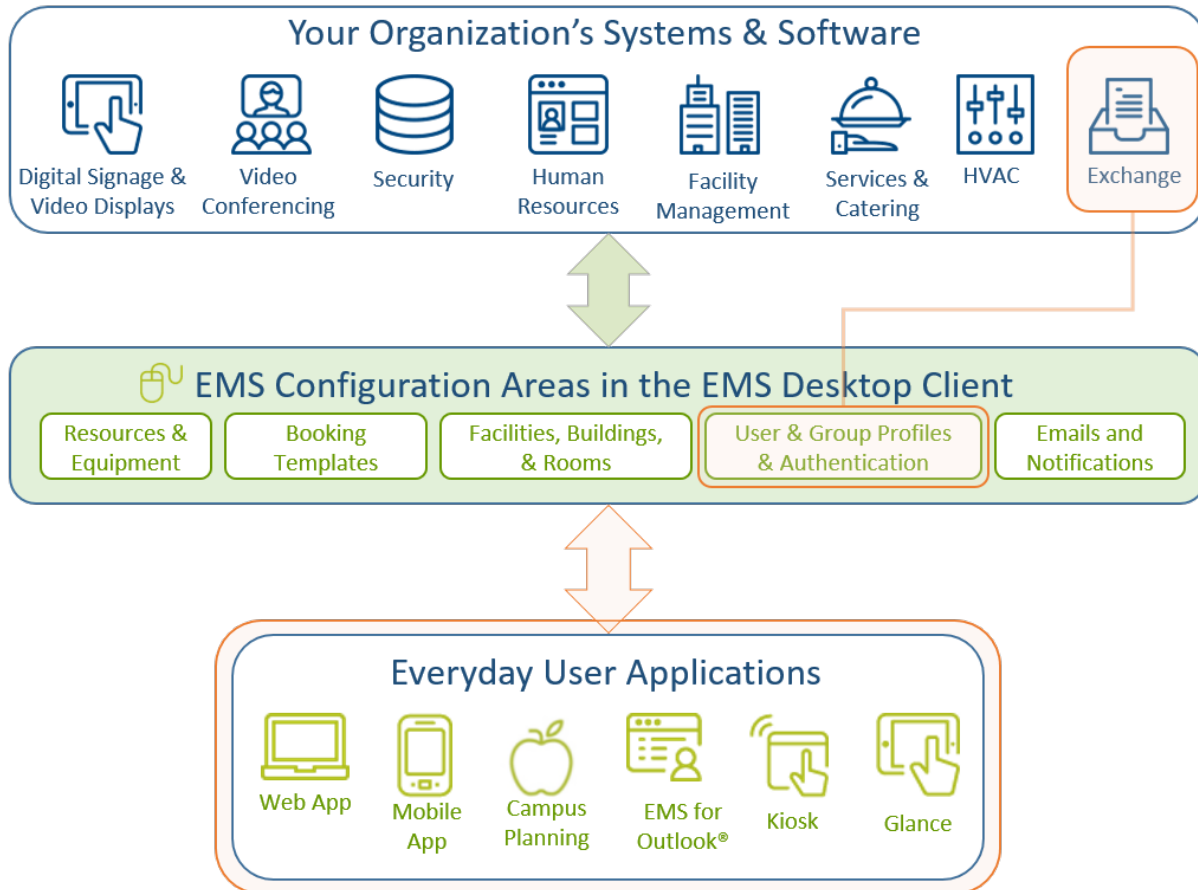 Your Organization’s Systems & Software
Digital Signage &
Video Displays
Video
Conferencing
Security
Human
Resources
Facility
Management
Services &
Catering
HVAC
Exchange
EMS Configuration Areas in the EMS Desktop Client
Resources &
Equipment
Booking
Templates
Facilities, Buildings,
& Rooms
User & Group Profiles
& Authentication
Emails and
Notifications
Everyday User Applications
Web App
Mobile
App
Campus
Planning
EMS for
Outlook®
Kiosk
Glance